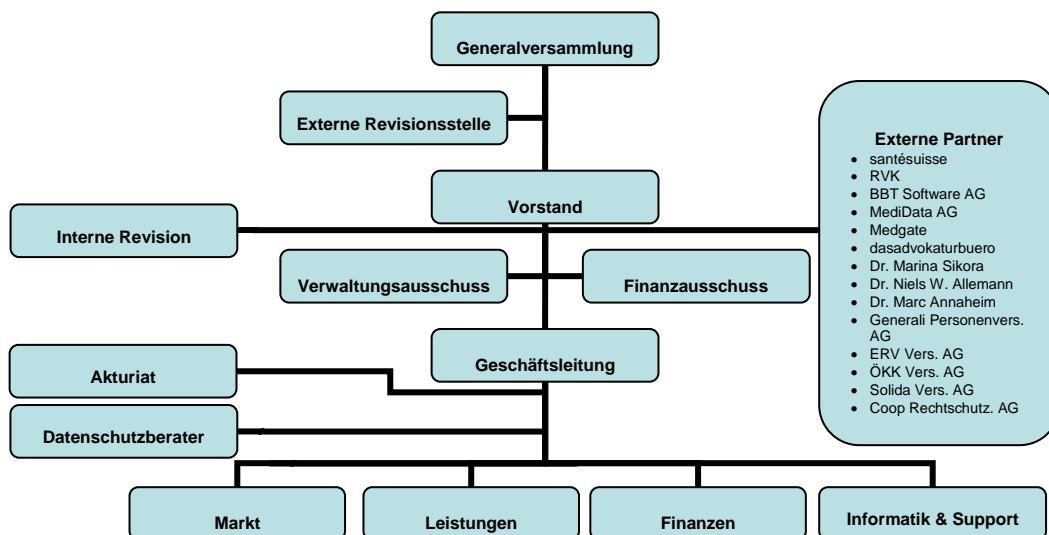 Generalversammlung
Externe Revisionsstelle
Externe Partner
• santésuisse
• RVK
• BBT Software AG
• MediData AG
• Medgate
• dasadvokaturbuero
• Dr. Marina Sikora
• Dr. Niels W. Allemann
• Dr. Marc Annaheim
• Generali Personenvers.
AG
• ERV Vers. AG
• ÖKK Vers. AG
• Solida Vers. AG
• Coop Rechtschutz. AG
Vorstand
Interne Revision
Verwaltungsausschuss
Finanzausschuss
Geschäftsleitung
Akturiat
Datenschutzberater
Markt
Leistungen
Finanzen
Informatik & Support